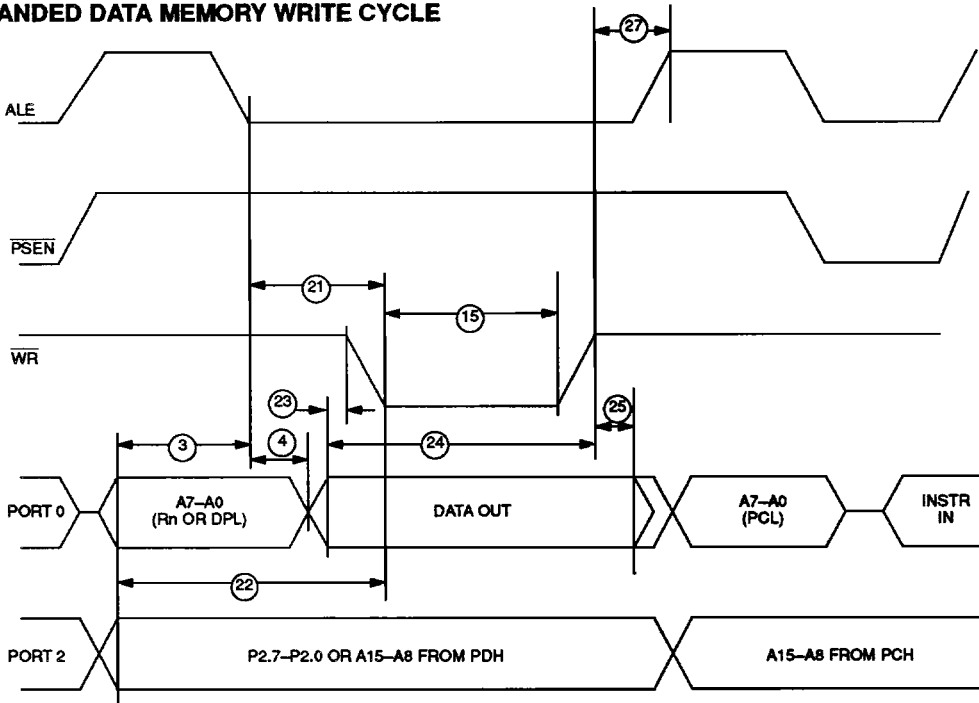 ANDED DATA MEMORY WRITE CYCLE
27
ALE
PSEN
21
15
WR
23
25
3
4
24
PORT 0
A7–A0
(Rn OR DPL)
DATA OUT
A7–A0
(PCL)
INSTR
IN
22
PORT 2
P2.7–P2.0 OR A15–A8 FROM PDH
A15–A8 FROM PCH